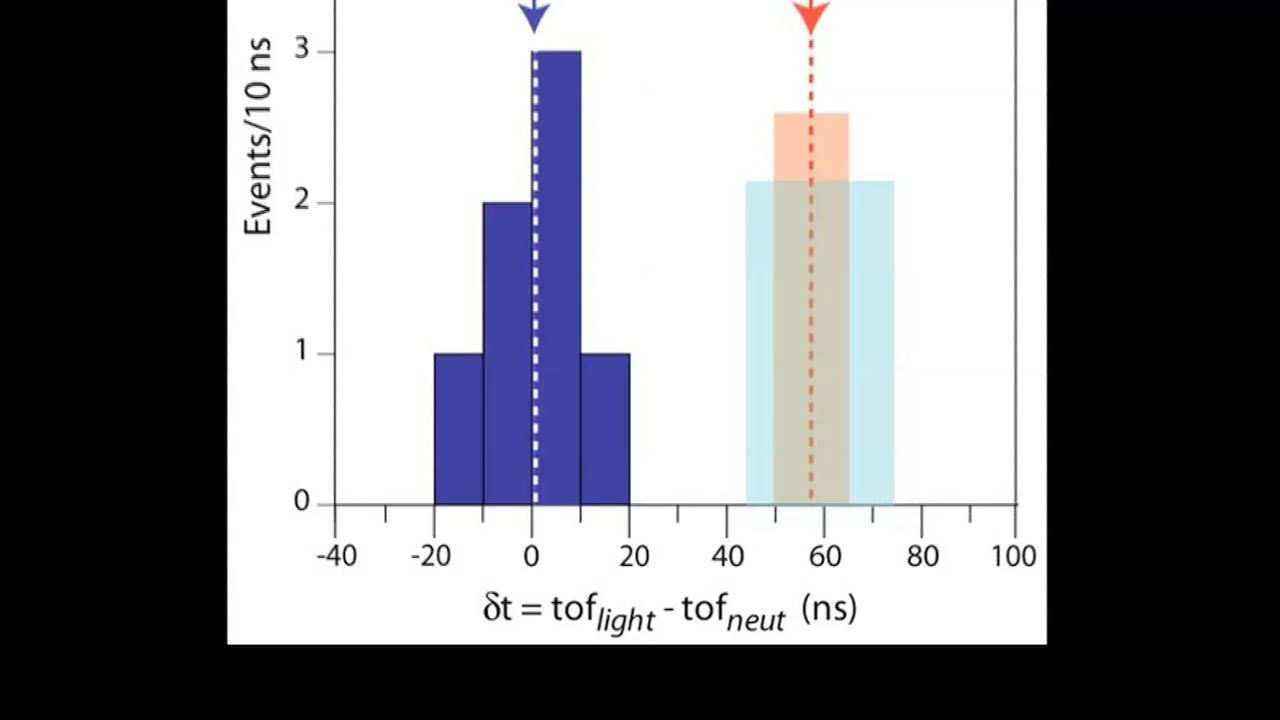 Events/10 ns
3
2
1
0
-40 -20 0 20 40 60 80 100
δt = tof_light - tof_neut (ns)